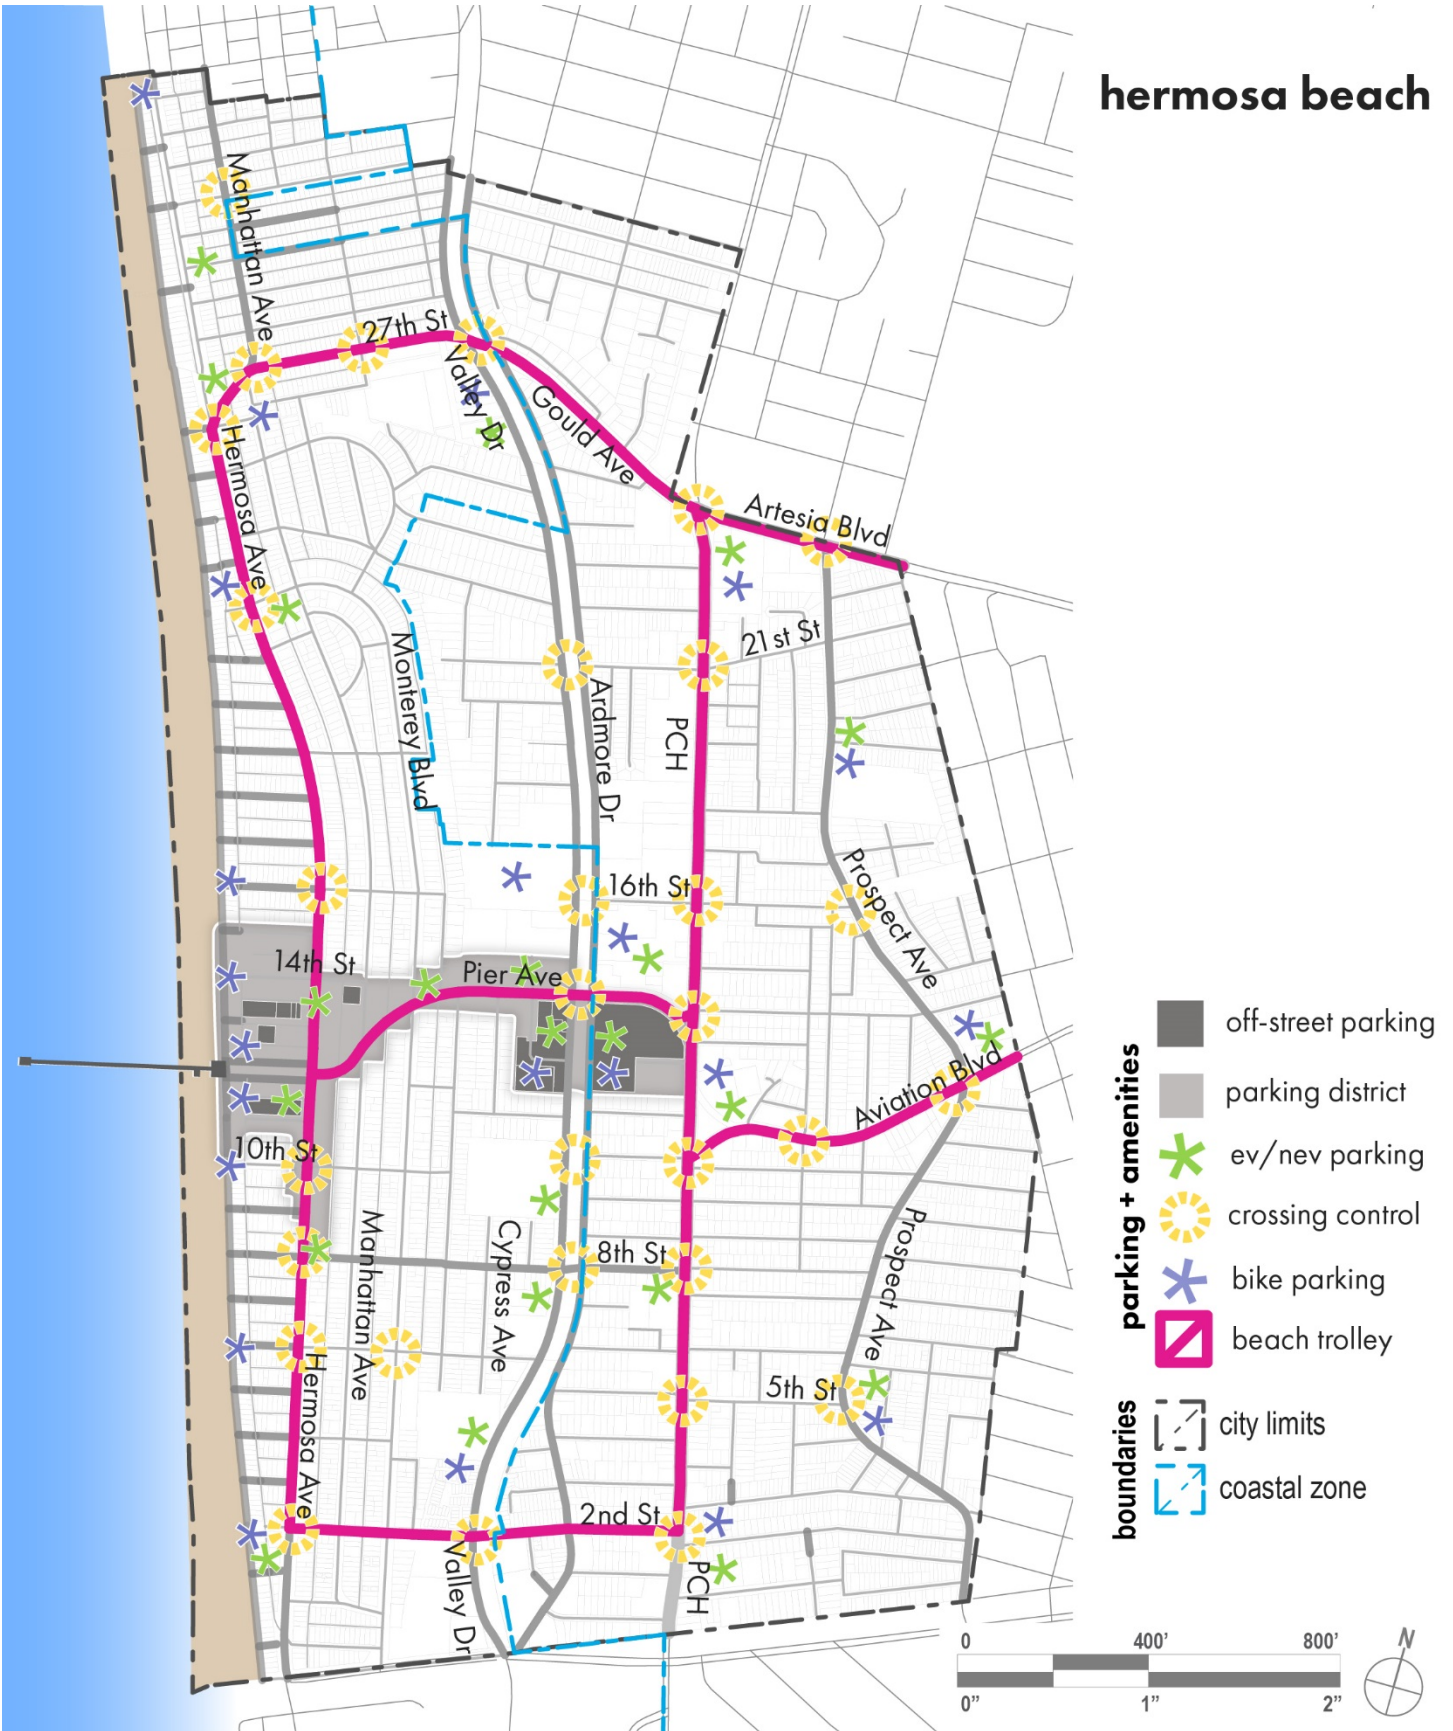 hermosa beach
Manhattan Ave
27th St
Valley Dr
Gould Ave
Hermosa Ave
Artesia Blvd
21st St
Monterey Blvd
Ardmore Dr
PCH
Prospect Ave
16th St
14th St
Pier Ave
Aviation Blvd
10th St
Manhattan Ave
Cypress Ave
8th St
Prospect Ave
5th St
Hermosa Ave
2nd St
Valley Dr
PCH
parking + amenities
off-street parking
parking district
ev/nev parking
crossing control
bike parking
beach trolley
boundaries
city limits
coastal zone
0 400' 800'
0” 1” 2”
N